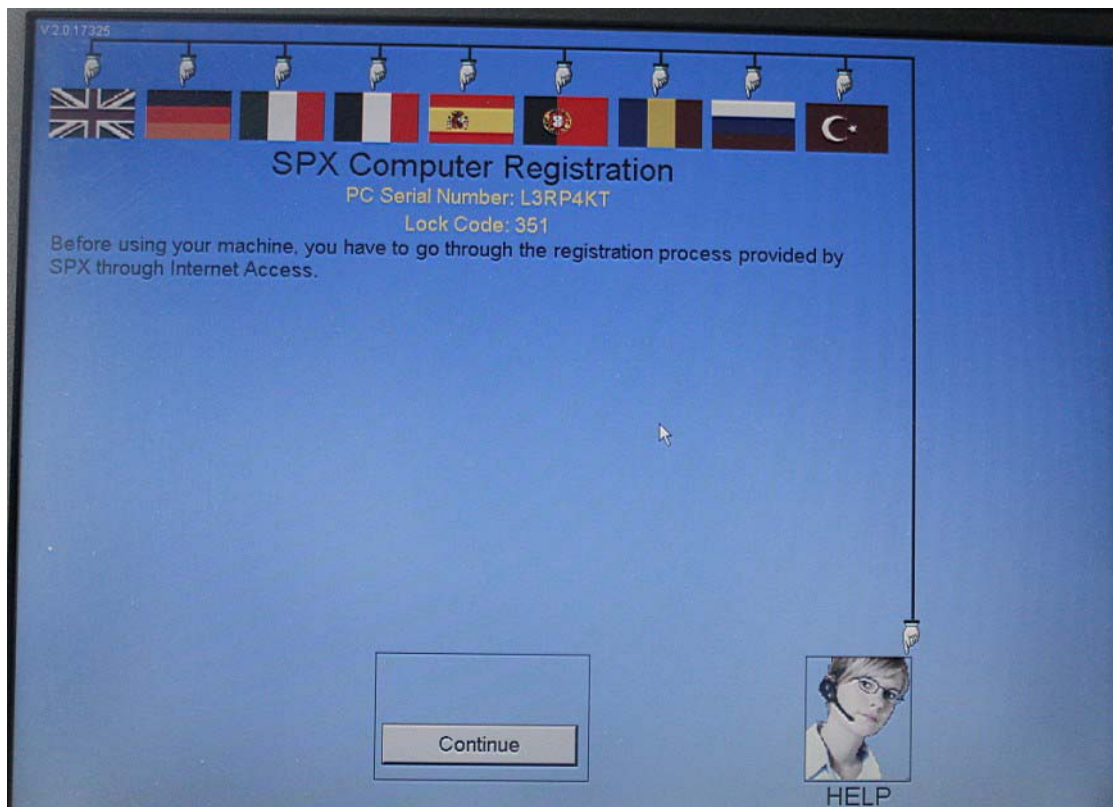 V 2.0.17325
SPX Computer Registration
PC Serial Number: L3RP4KT
Lock Code: 351
Before using your machine, you have to go through the registration process provided by
SPX through Internet Access.
Continue
HELP